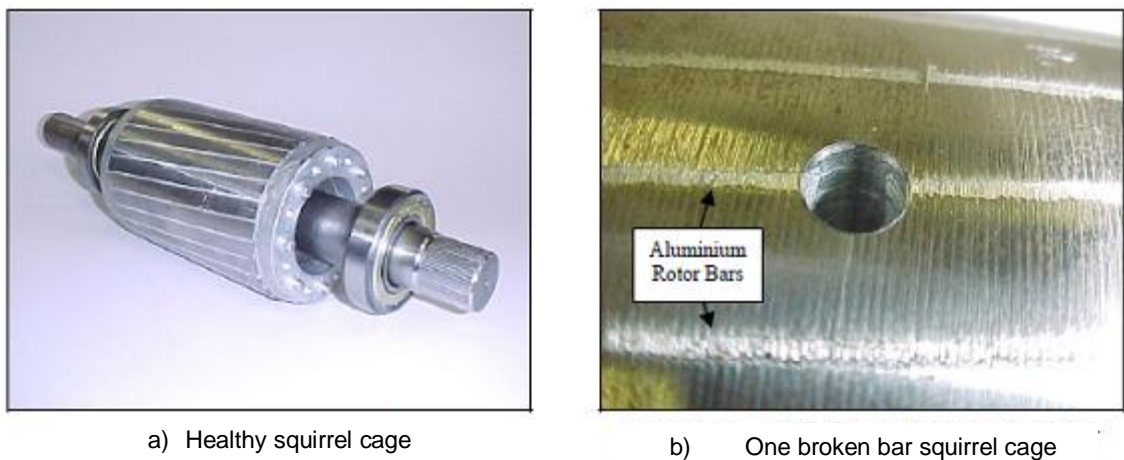 Aluminium
Rotor Bars
a) Healthy squirrel cage
b) One broken bar squirrel cage